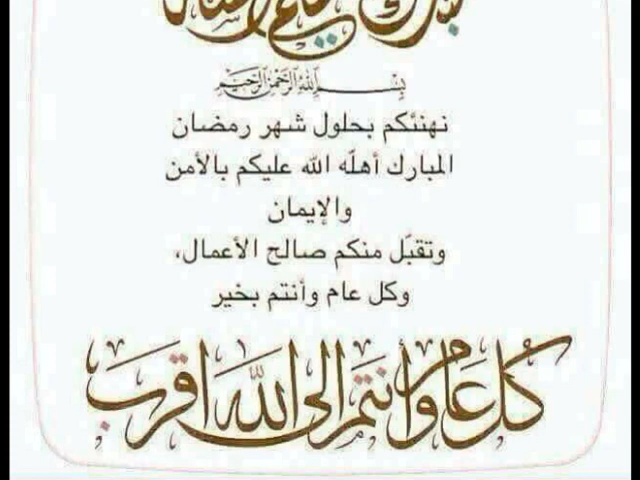 بسم الله الرحمن الرحيم
نهنئكم بحلول شهر رمضان
المبارك أهلّه الله عليكم بالأمن
والإيمان
وتقبّل منكم صالح الأعمال،
وكل عام وأنتم بخير
كل عام وأنتم إلى الله أقرب